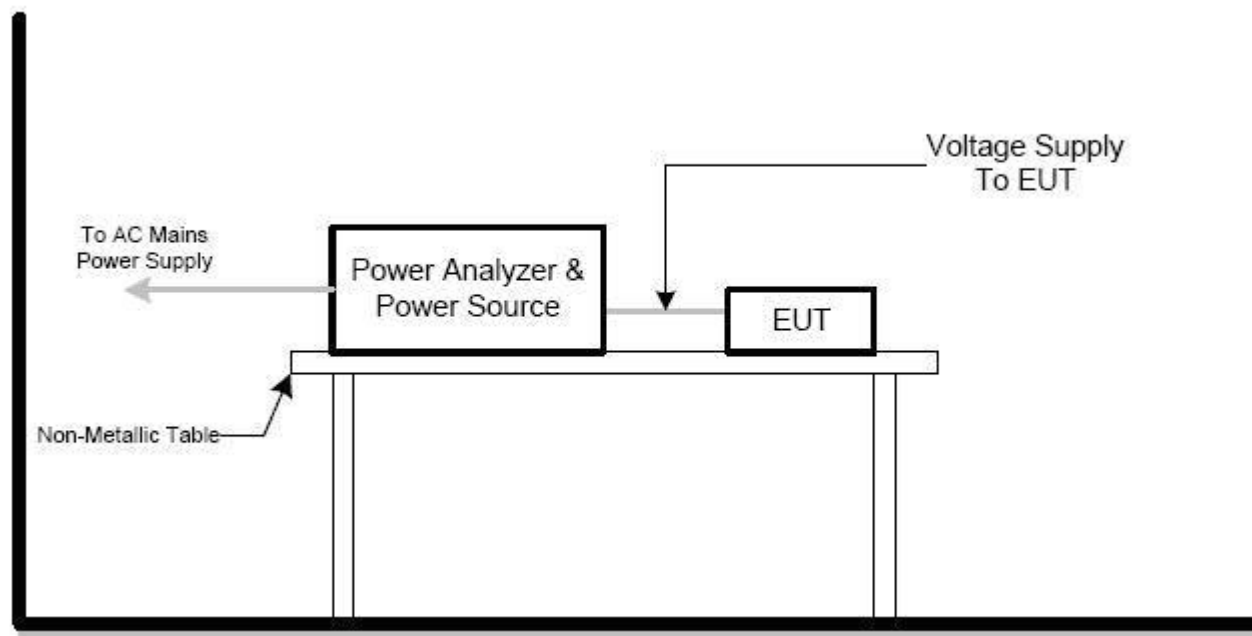 Voltage Supply
To EUT
To AC Mains
Power Supply
Power Analyzer &
Power Source
EUT
Non-Metallic Table